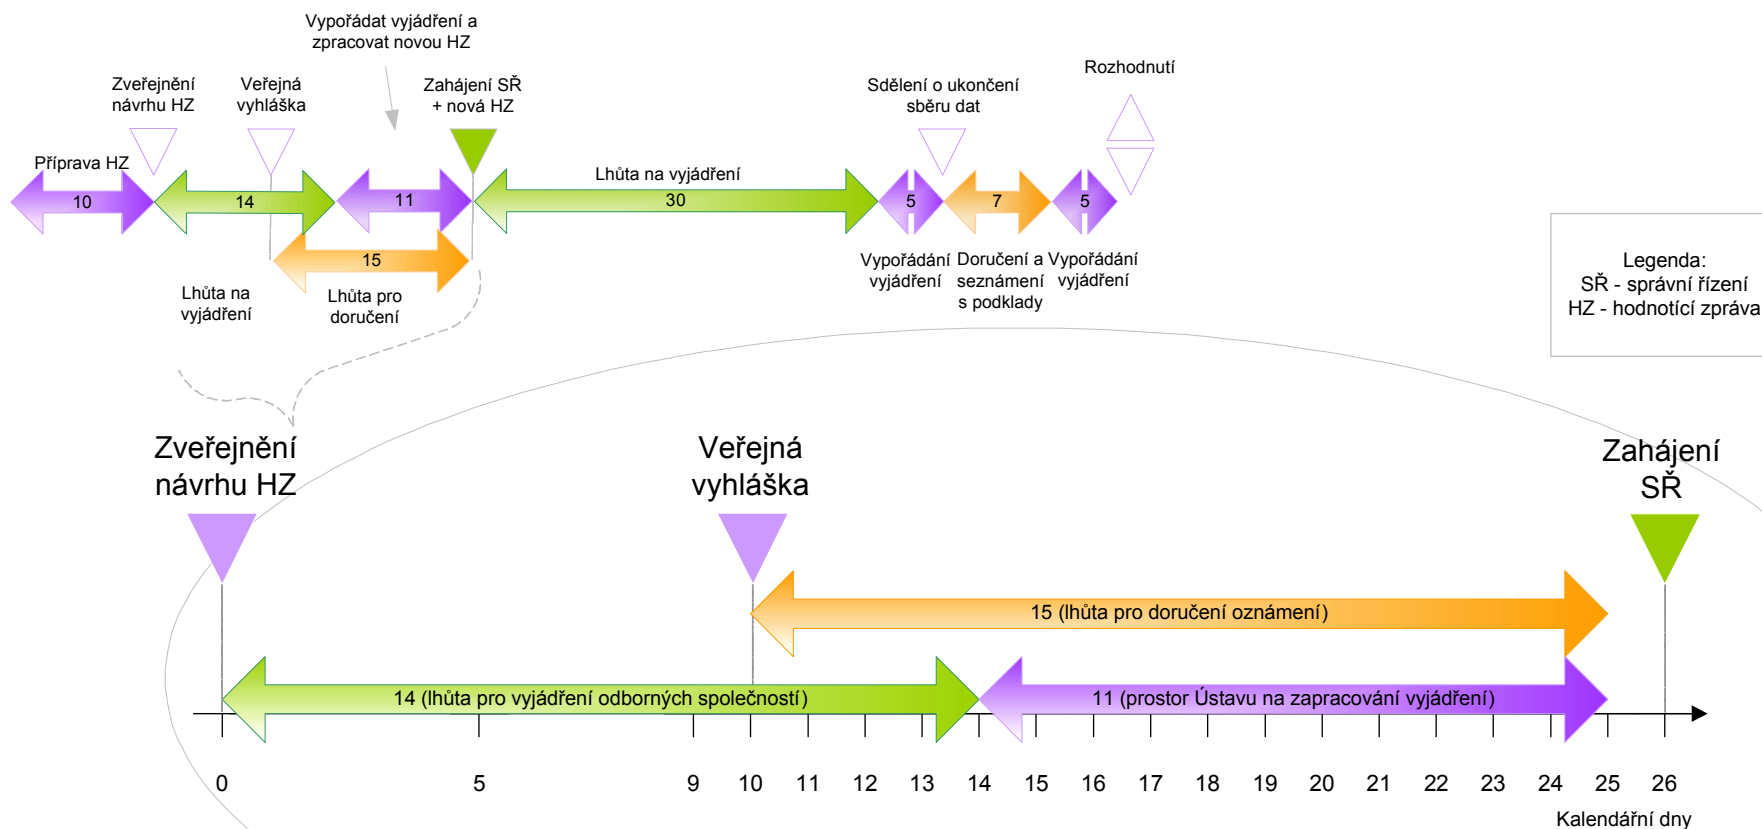 Vypořádat vyjádření a
zpracovat novou HZ
Zveřejnění
návrhu HZ
Veřejná
vyhláška
Zahájení SŘ
+ nová HZ
Sdělení o ukončení
sběru dat
Rozhodnutí
Příprava HZ
Lhůta na vyjádření
10
14
11
30
5
7
5
15
Vypořádání
vyjádření
Doručení a
seznámení
s podklady
Vypořádání
vyjádření
Lhůta na
vyjádření
Lhůta pro
doručení
Legenda:
SŘ - správní řízení
HZ - hodnotící zpráva
Zveřejnění
návrhu HZ
Veřejná
vyhláška
Zahájení
SŘ
15 (lhůta pro doručení oznámení)
14 (lhůta pro vyjádření odborných společností)
11 (prostor Ústavu na zapracování vyjádření)
0 5 9 10 11 12 13 14 15 16 17 18 19 20 21 22 23 24 25 26
Kalendářní dny